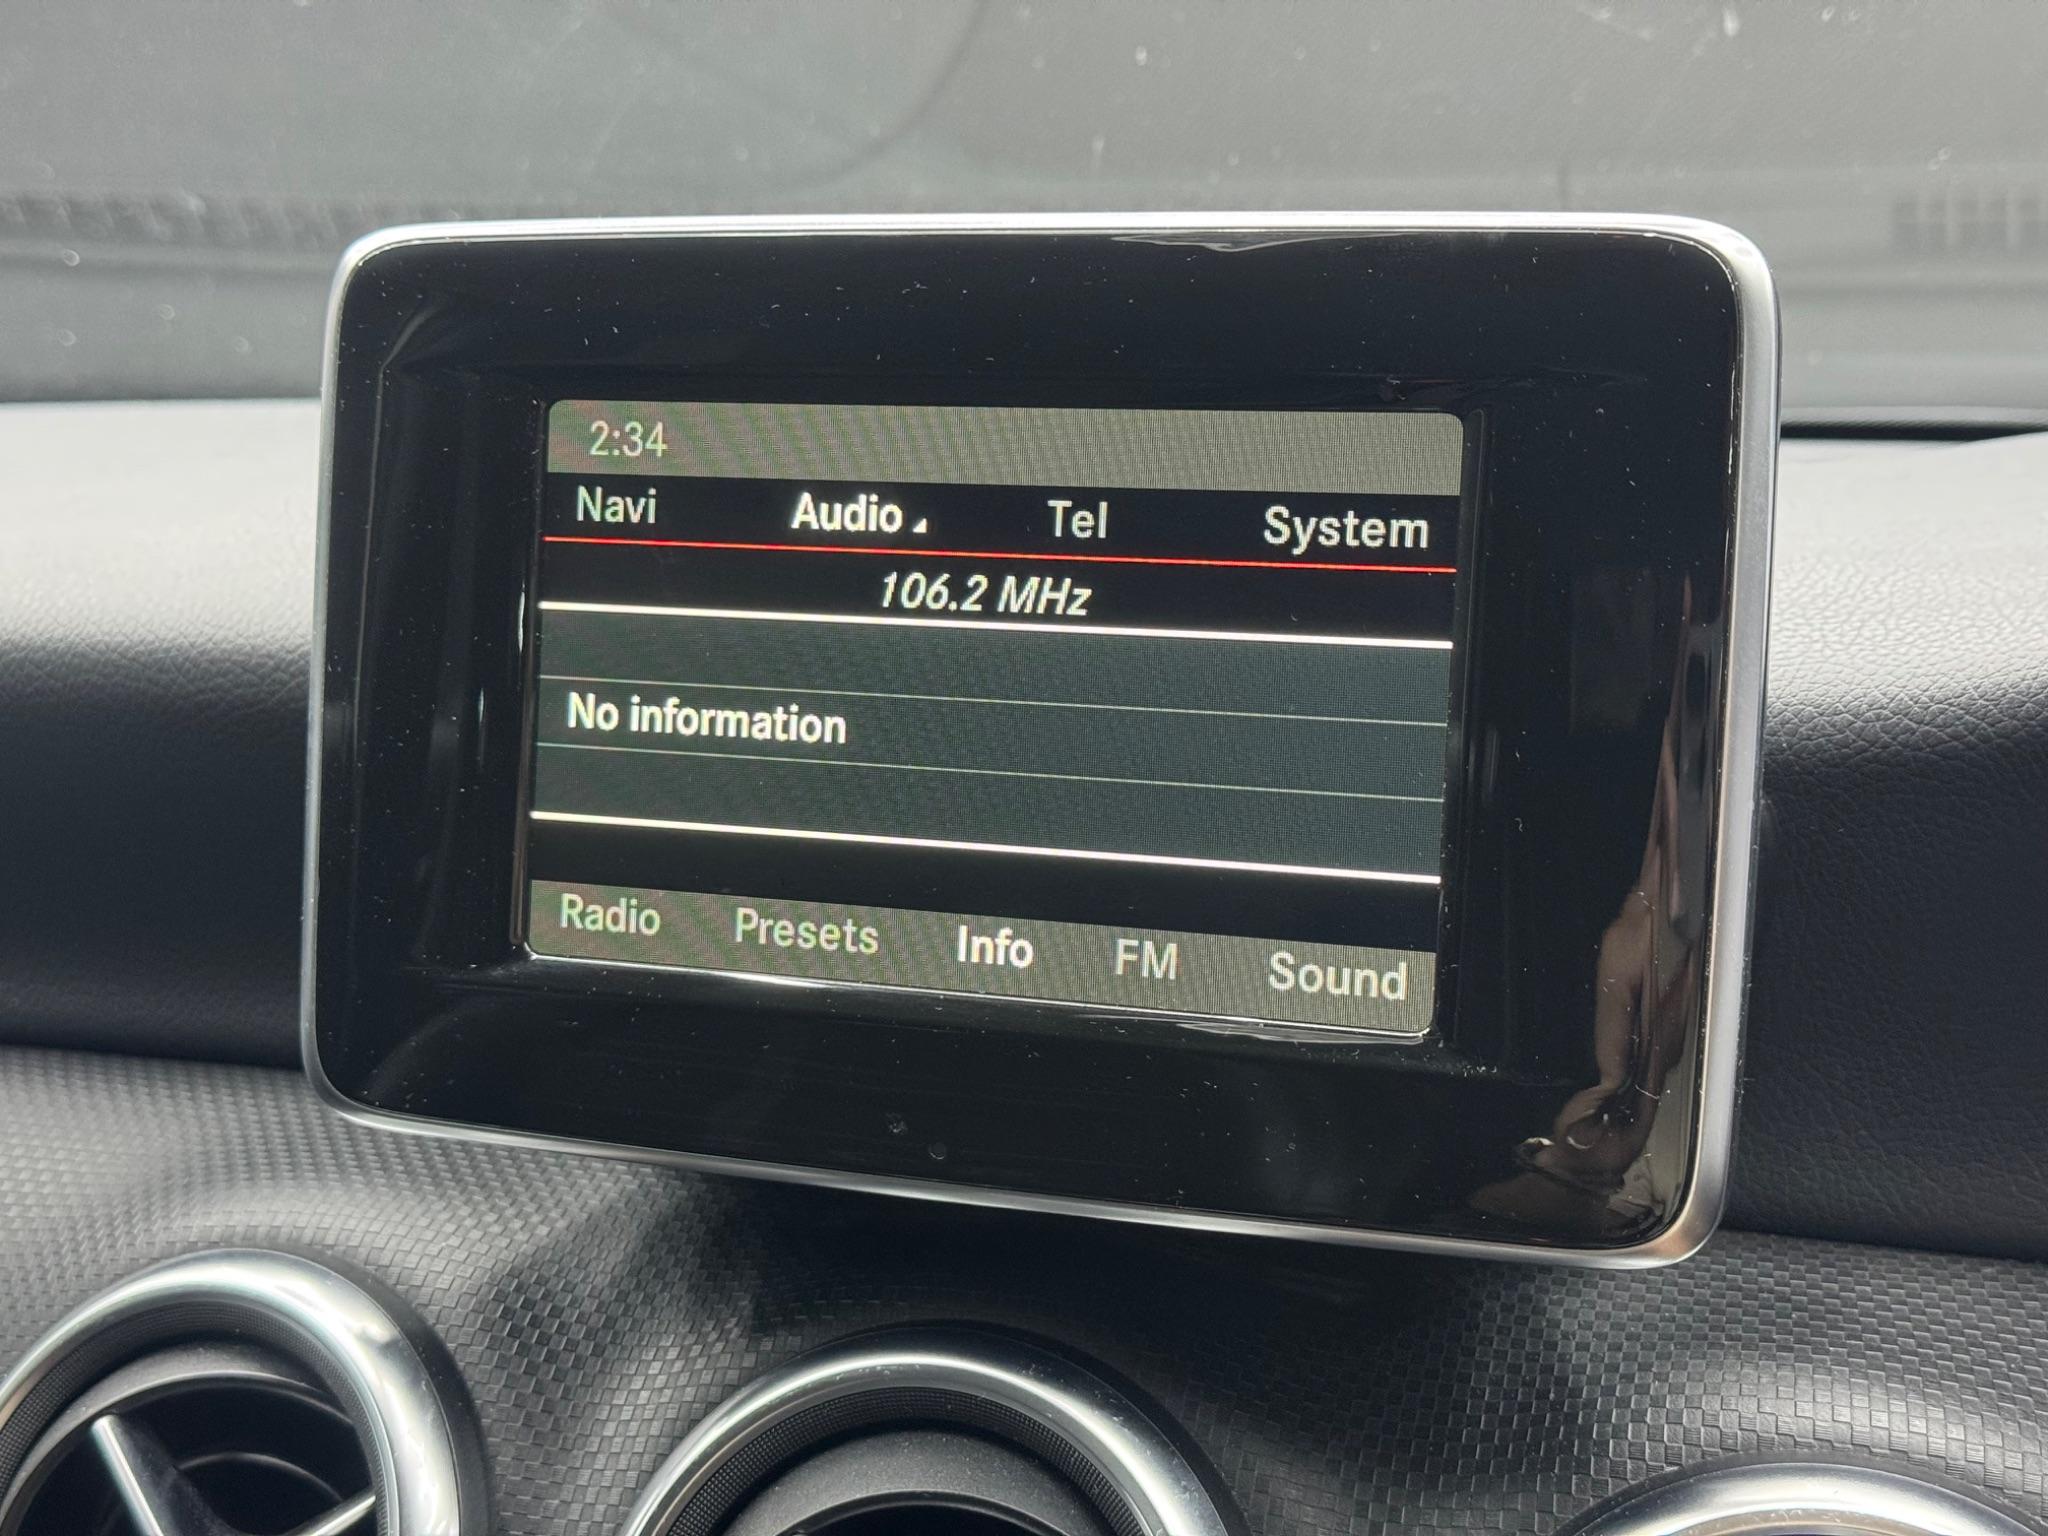 2:34
Navi Audio Tel System
106.2 MHz
No information
Radio Presets Info FM Sound